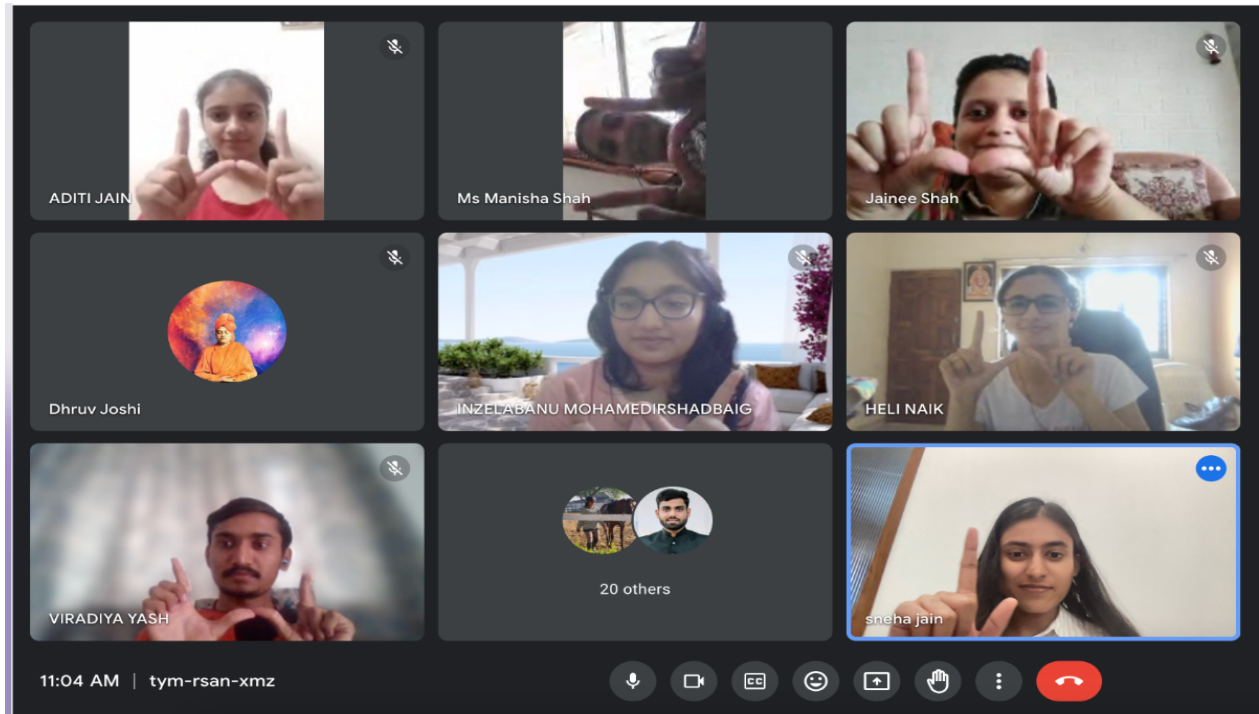 ADITI JAIN
Ms Manisha Shah
Jainee Shah
Dhruv Joshi
INZELABANU MOHAMEDIRSHADBAIG
HELI NAIK
VIRADIYA YASH
20 others
sneha jain
11:04 AM | tym-rsan-xmz
CC